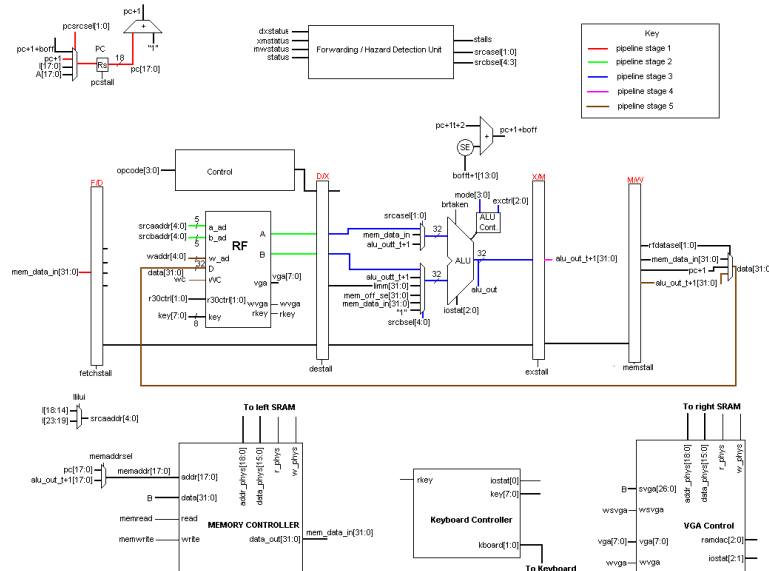 pc+1
pcsrcsel[1:0]
+
pc+1+boff
pc+1
I[17:0]
A[17:0]
PC
Rs
18
pc[17:0]
"1"
pcstall
dxstatus
xmstatus
mwstatus
status
Forwarding / Hazard Detection Unit
stalls
srcasel[1:0]
srcbsel[4:3]
Key
pipeline stage 1
pipeline stage 2
pipeline stage 3
pipeline stage 4
pipeline stage 5
pc+1t+2
+
pc+1+boff
SE
bofft+1[13:0]
opcode[3:0]
Control
F/D
D/X
X/M
M/W
mem_data_in[31:0]
fetchstall
srcaaddr[4:0]
srcbaddr[4:0]
waddr[4:0]
data[31:0]
wc
r30ctrl[1:0]
key[7:0]
5
5
32
8
a_ad
b_ad
w_ad
D
WC
r30ctrl[1:0]
key
RF
A
B
vga
vga[7:0]
wvga
wvga
rkey
rkey
destall
srcasel[1:0]
mem_data_in
alu_out_t+1
32
alu_outt_t+1
limm[31:0]
mem_off_se[31:0]
mem_data_in[31:0]
"1"
srcbsel[4:0]
32
mode[3:0]
exctrl[2:0]
brtaken
ALU
Cont.
ALU
32
alu_out
iostat[2:0]
exstall
alu_out_t+1[31:0]
memstall
rfdatasel[1:0]
mem_data_in[31:0]
pc+1
alu_out_t+1[31:0]
data[31:0]
llilui
I[18:14]
I[23:19]
srcaaddr[4:0]
memaddrsel
pc[17:0]
alu_out_t+1[17:0]
memaddr[17:0]
B
memread
memwrite
To left SRAM
addr_phys[18:0]
data_phys[15:0]
r_phys
w_phys
addr[17:0]
data[31:0]
read
write
MEMORY CONTROLLER
data_out[31:0]
mem_data_in[31:0]
rkey
iostat[0]
key[7:0]
Keyboard Controller
kboard[1:0]
To Keyboard
To right SRAM
addr_phys[18:0]
data_phys[15:0]
r_phys
w_phys
B
svga[26:0]
wsvga
wsvga
VGA Control
vga[7:0]
vga[7:0]
ramdac[2:0]
iostat[2:1]
wvga
wvga